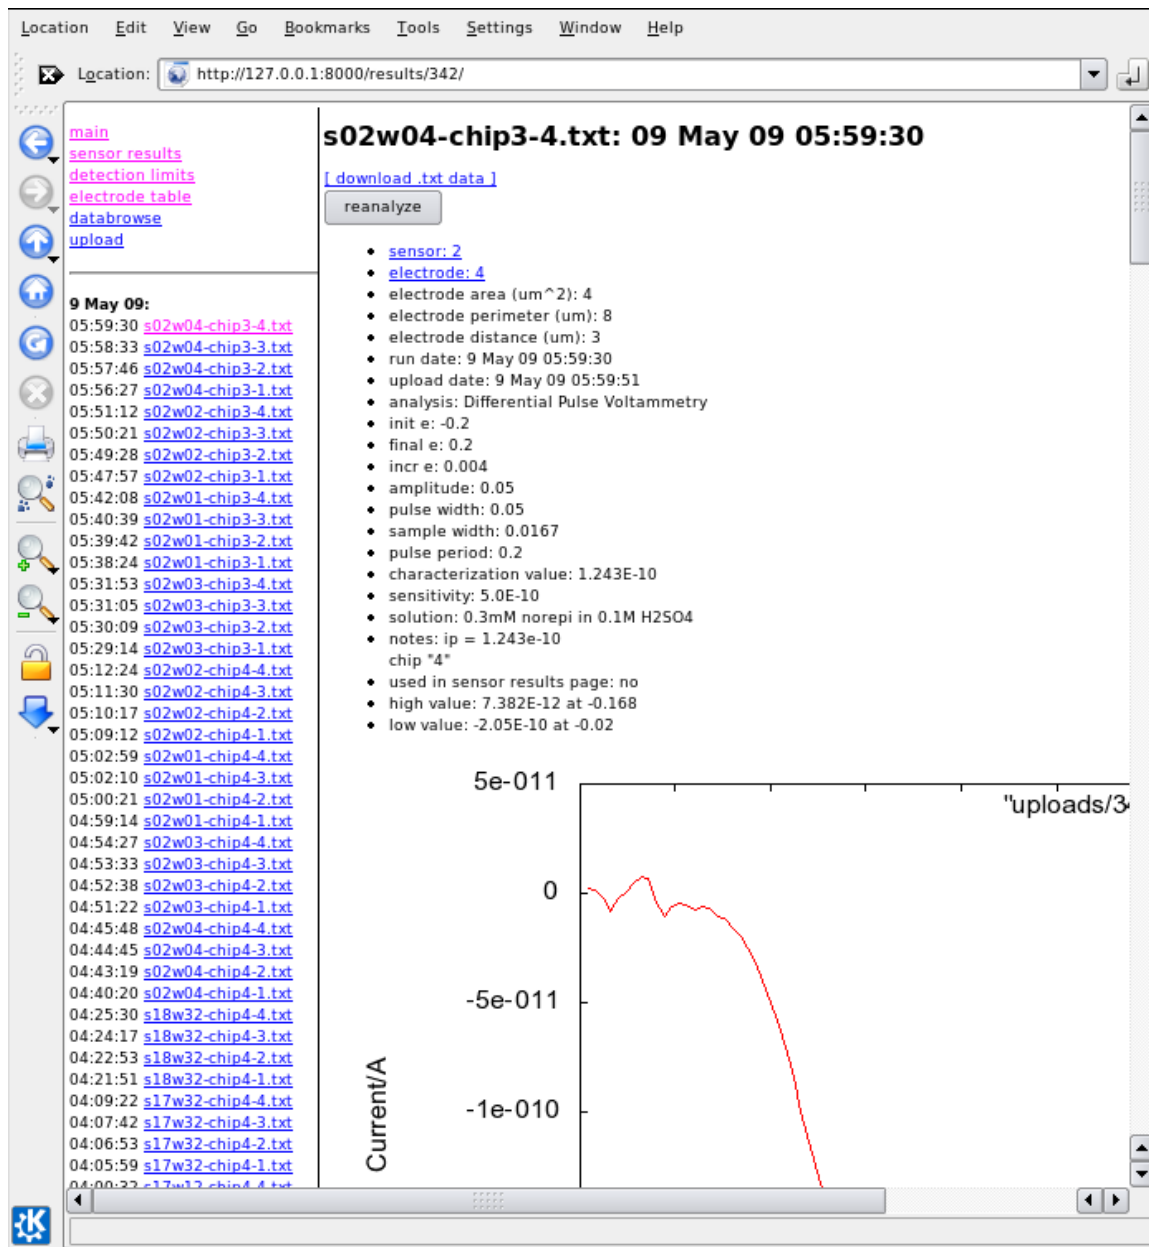 Location Edit View Go Bookmarks Tools Settings Window Help
Location: http://127.0.0.1:8000/results/342/
main
sensor results
detection limits
electrode table
databrowse
upload
9 May 09:
05:59:30 s02w04-chip3-4.txt
05:58:33 s02w04-chip3-3.txt
05:57:46 s02w04-chip3-2.txt
05:56:27 s02w04-chip3-1.txt
05:51:12 s02w02-chip3-4.txt
05:50:21 s02w02-chip3-3.txt
05:49:28 s02w02-chip3-2.txt
05:47:57 s02w02-chip3-1.txt
05:42:08 s02w01-chip3-4.txt
05:40:39 s02w01-chip3-3.txt
05:39:42 s02w01-chip3-2.txt
05:38:24 s02w01-chip3-1.txt
05:31:53 s02w03-chip3-4.txt
05:31:05 s02w03-chip3-3.txt
05:30:09 s02w03-chip3-2.txt
05:29:14 s02w03-chip3-1.txt
05:12:24 s02w02-chip4-4.txt
05:11:30 s02w02-chip4-3.txt
05:10:17 s02w02-chip4-2.txt
05:09:12 s02w02-chip4-1.txt
05:02:59 s02w01-chip4-4.txt
05:02:10 s02w01-chip4-3.txt
05:00:21 s02w01-chip4-2.txt
04:59:14 s02w01-chip4-1.txt
04:54:27 s02w03-chip4-4.txt
04:53:33 s02w03-chip4-3.txt
04:52:38 s02w03-chip4-2.txt
04:51:22 s02w03-chip4-1.txt
04:45:48 s02w04-chip4-4.txt
04:44:45 s02w04-chip4-3.txt
04:43:19 s02w04-chip4-2.txt
04:40:20 s02w04-chip4-1.txt
04:25:30 s18w32-chip4-4.txt
04:24:17 s18w32-chip4-3.txt
04:22:53 s18w32-chip4-2.txt
04:21:51 s18w32-chip4-1.txt
04:09:22 s17w32-chip4-4.txt
04:07:42 s17w32-chip4-3.txt
04:06:53 s17w32-chip4-2.txt
04:05:59 s17w32-chip4-1.txt
04:00:32 s17w12-chip4-4.txt
s02w04-chip3-4.txt: 09 May 09 05:59:30
[ download .txt data ]
reanalyze
sensor: 2
electrode: 4
electrode area (um^2): 4
electrode perimeter (um): 8
electrode distance (um): 3
run date: 9 May 09 05:59:30
upload date: 9 May 09 05:59:51
analysis: Differential Pulse Voltammetry
init e: -0.2
final e: 0.2
incr e: 0.004
amplitude: 0.05
pulse width: 0.05
sample width: 0.0167
pulse period: 0.2
characterization value: 1.243E-10
sensitivity: 5.0E-10
solution: 0.3mM norepi in 0.1M H2SO4
notes: ip = 1.243e-10
chip "4"
used in sensor results page: no
high value: 7.382E-12 at -0.168
low value: -2.05E-10 at -0.02
5e-011
"uploads/34
0
-5e-011
-1e-010
Current/A